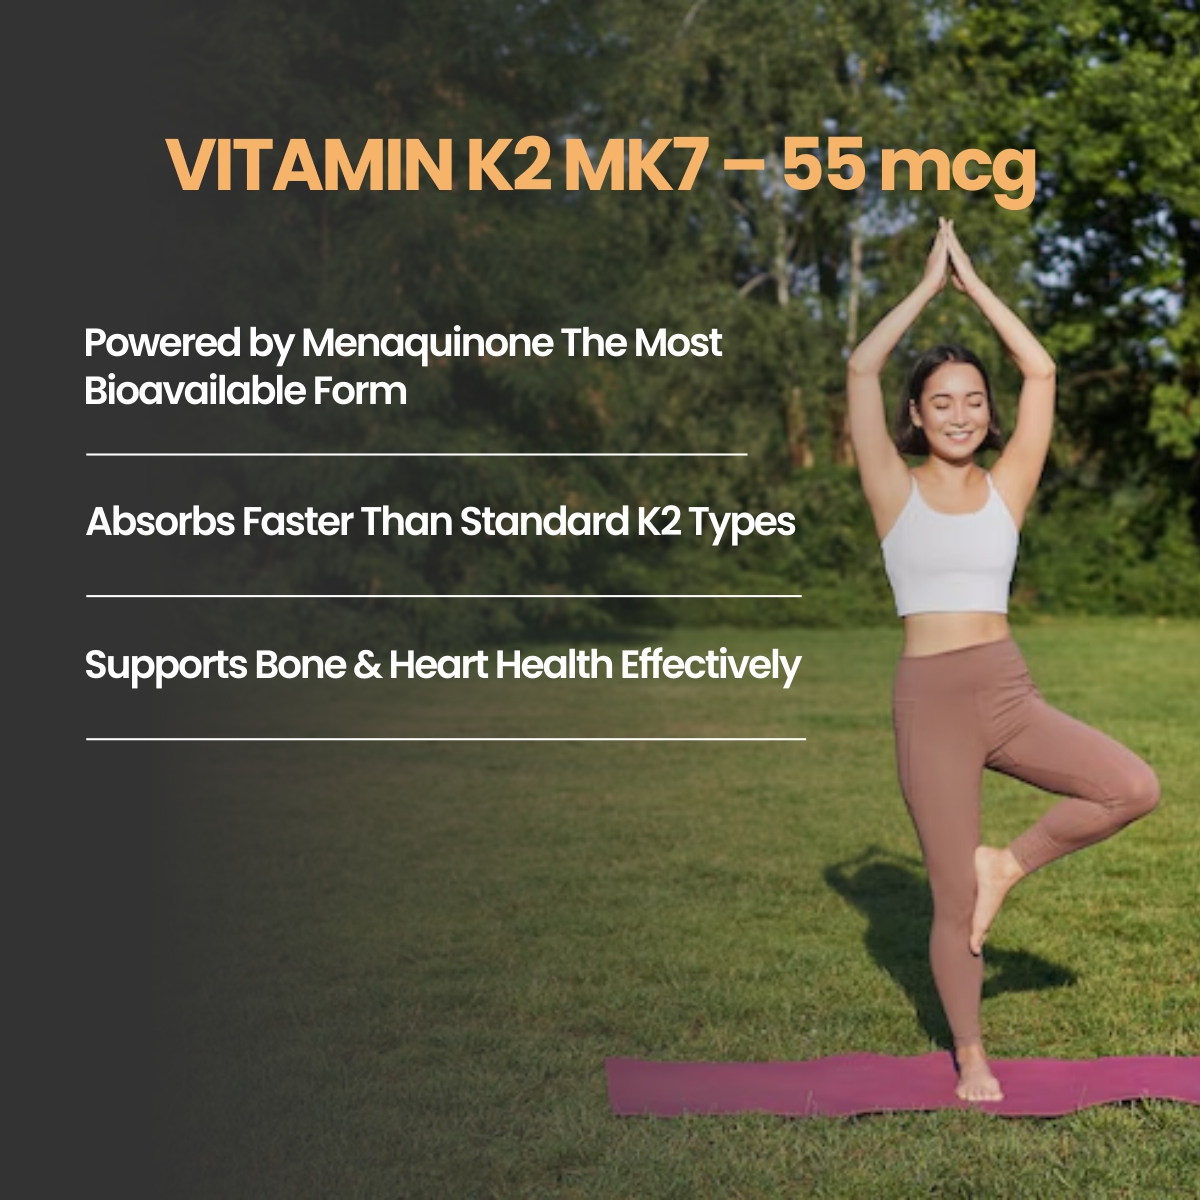 VITAMIN K2 MK7 – 55 mcg
Powered by Menaquinone The Most
Bioavailable Form
Absorbs Faster Than Standard K2 Types
Supports Bone & Heart Health Effectively